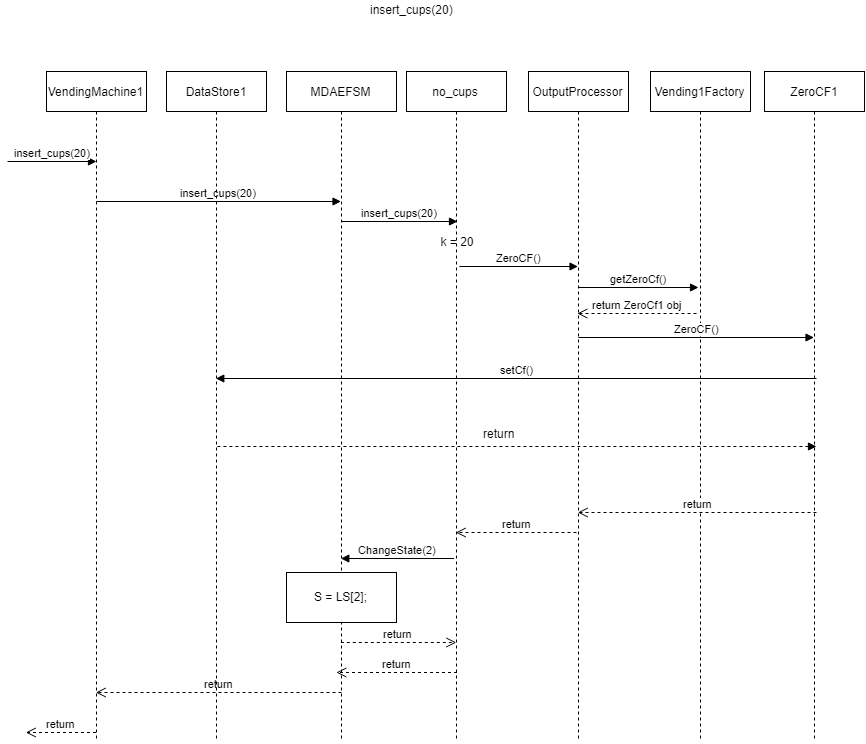 insert_cups(20)
VendingMachine1
DataStore1
MDAEFSM
no_cups
OutputProcessor
Vending1Factory
ZeroCF1
insert_cups(20)
insert_cups(20)
insert_cups(20)
k = 20
ZeroCF()
getZeroCf()
return ZeroCf1 obj
ZeroCF()
setCf()
return
return
return
ChangeState(2)
S = LS[2];
return
return
return
return